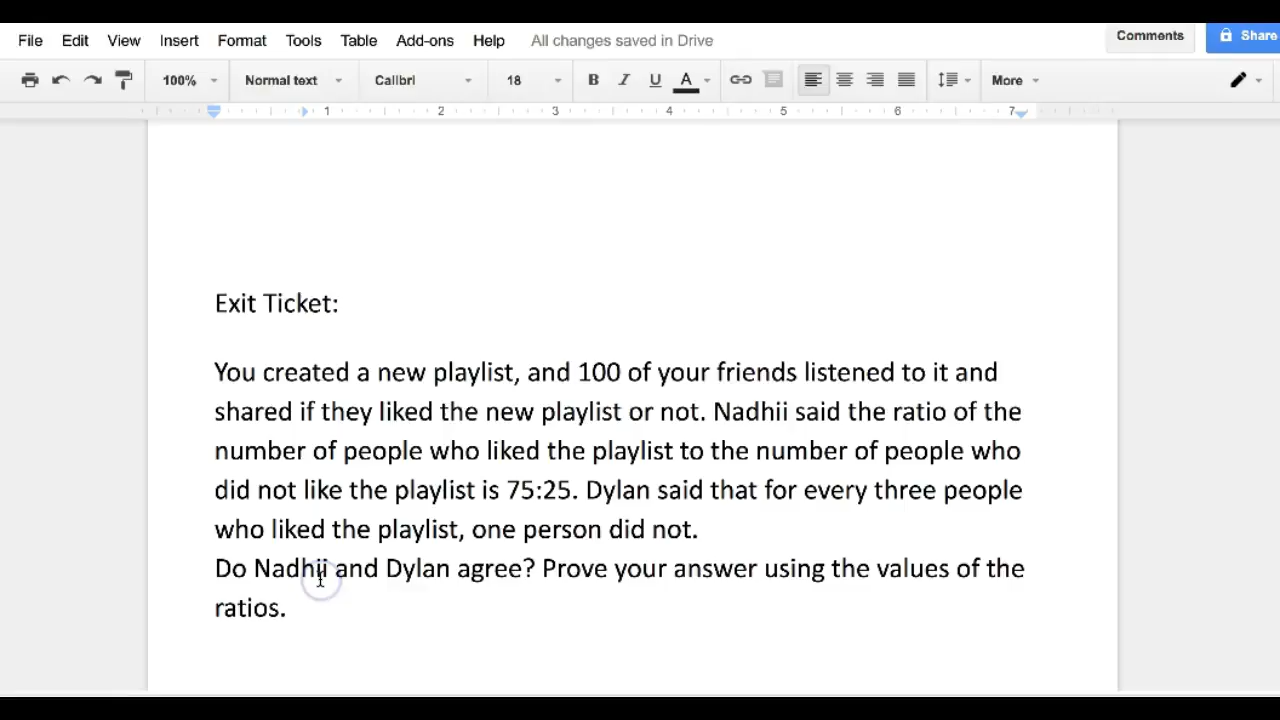 File Edit View Insert Format Tools Table Add-ons Help All changes saved in Drive Comments Share
100% Normal text Calibri 18 B I U A More
1 2 3 4 5 6 7
Exit Ticket:
You created a new playlist, and 100 of your friends listened to it and
shared if they liked the new playlist or not. Nadhii said the ratio of the
number of people who liked the playlist to the number of people who
did not like the playlist is 75:25. Dylan said that for every three people
who liked the playlist, one person did not.
Do Nadhii and Dylan agree? Prove your answer using the values of the
ratios.